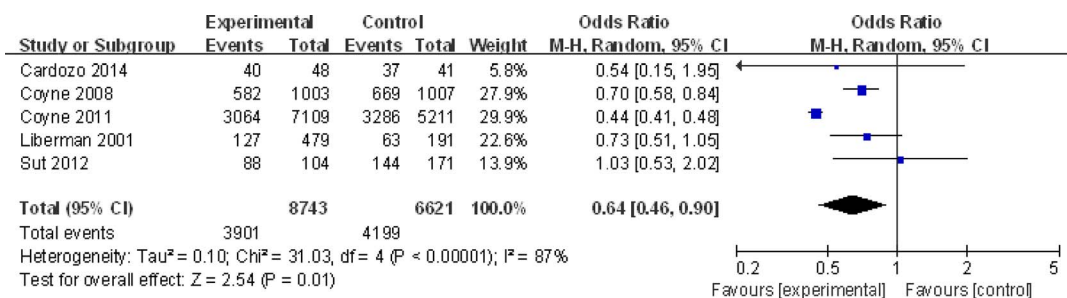 Experimental Control Odds Ratio Odds Ratio
Study or Subgroup Events Total Events Total Weight M-H, Random, 95% CI M-H, Random, 95% CI
Cardozo 2014 40 48 37 41 5.8% 0.54 [0.15, 1.95]
Coyne 2008 582 1003 669 1007 27.9% 0.70 [0.58, 0.84]
Coyne 2011 3064 7109 3286 5211 29.9% 0.44 [0.41, 0.48]
Liberman 2001 127 479 63 191 22.6% 0.73 [0.51, 1.05]
Sut 2012 88 104 144 171 13.9% 1.03 [0.53, 2.02]
Total (95% CI) 8743 6621 100.0% 0.64 [0.46, 0.90]
Total events 3901 4199
Heterogeneity: Tau² = 0.10; Chi² = 31.03, df = 4 (P < 0.00001); I² = 87%
Test for overall effect: Z = 2.54 (P = 0.01)
0.2 0.5 1 2 5
Favours [experimental] Favours [control]